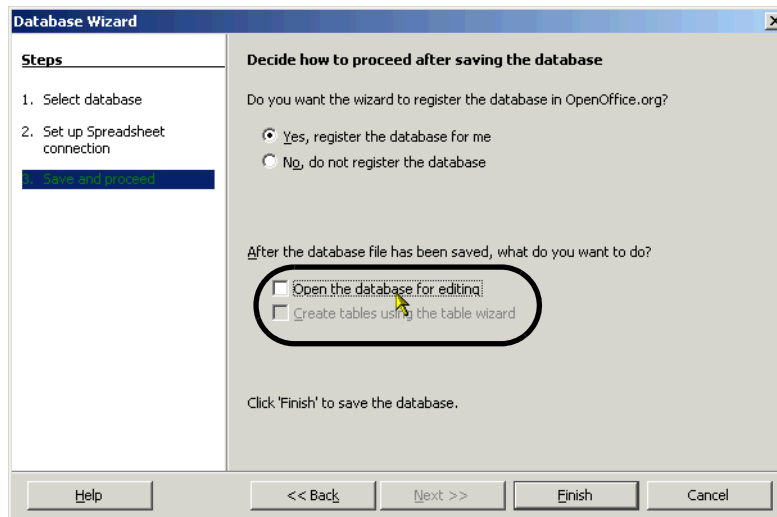 Database Wizard
Steps
1. Select database
2. Set up Spreadsheet
connection
3. Save and proceed
Decide how to proceed after saving the database
Do you want the wizard to register the database in OpenOffice.org?
Yes, register the database for me
No, do not register the database
After the database file has been saved, what do you want to do?
Open the database for editing
Create tables using the table wizard
Click 'Finish' to save the database.
Help
<< Back
Next >>
Finish
Cancel